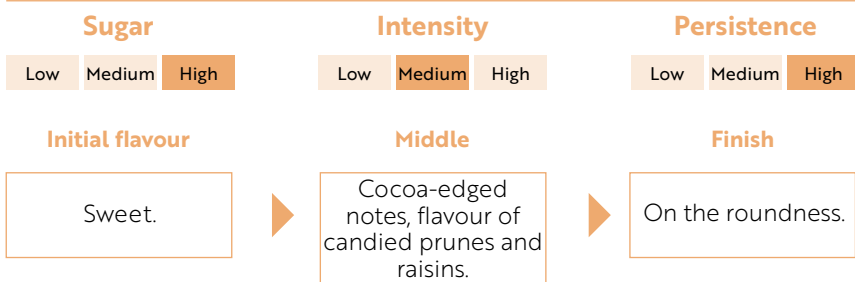 Sugar
Intensity
Persistence
Low Medium High
Low Medium High
Low Medium High
Initial flavour
Middle
Finish
Sweet.
Cocoa-edged
notes, flavour of
candied prunes and
raisins.
On the roundness.